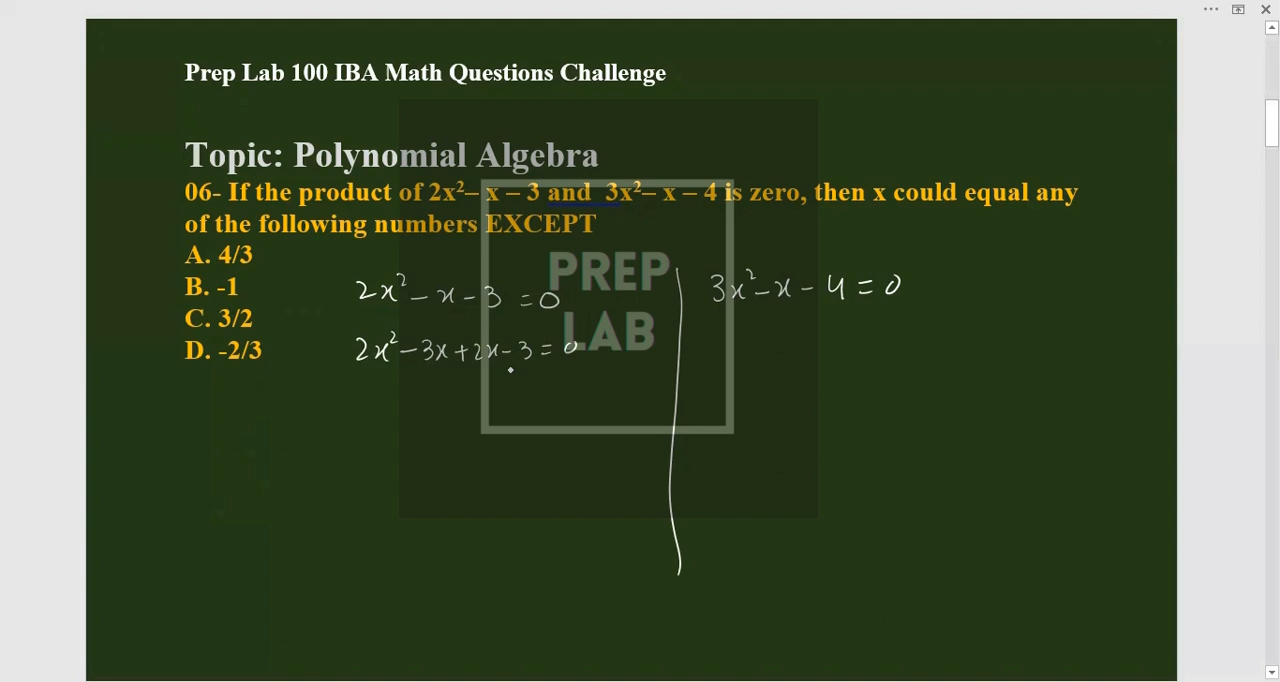 Prep Lab 100 IBA Math Questions Challenge
Topic: Polynomial Algebra
06- If the product of 2x²– x – 3 and 3x²– x – 4 is zero, then x could equal any
of the following numbers EXCEPT
A. 4/3
B. -1
C. 3/2
D. -2/3
PREP
LAB
2x² - x - 3 = 0
2x² - 3x + 2x - 3 = 0
3x² - x - 4 = 0